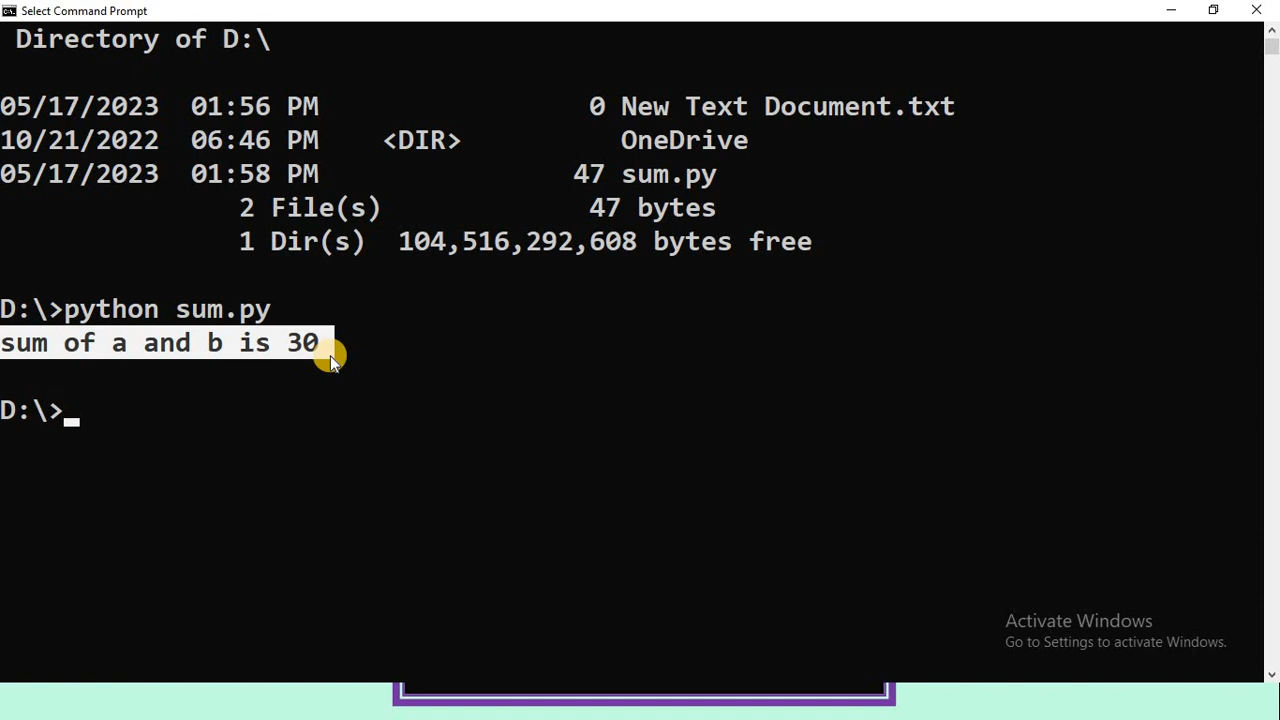 Select Command Prompt
Directory of D:\
05/17/2023  01:56 PM                 0 New Text Document.txt
10/21/2022  06:46 PM    <DIR>          OneDrive
05/17/2023  01:58 PM                47 sum.py
               2 File(s)             47 bytes
               1 Dir(s)  104,516,292,608 bytes free
D:\>python sum.py
sum of a and b is 30
D:\>
Activate Windows
Go to Settings to activate Windows.